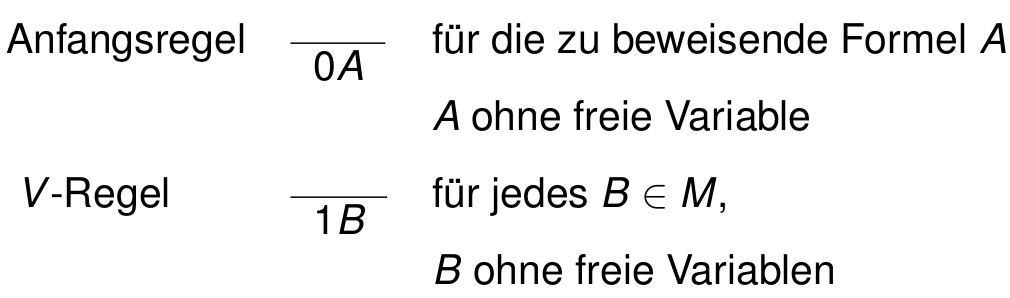 Anfangsregel 0A für die zu beweisende Formel A
A ohne freie Variable
V-Regel 1B für jedes B ∈ M,
B ohne freie Variablen